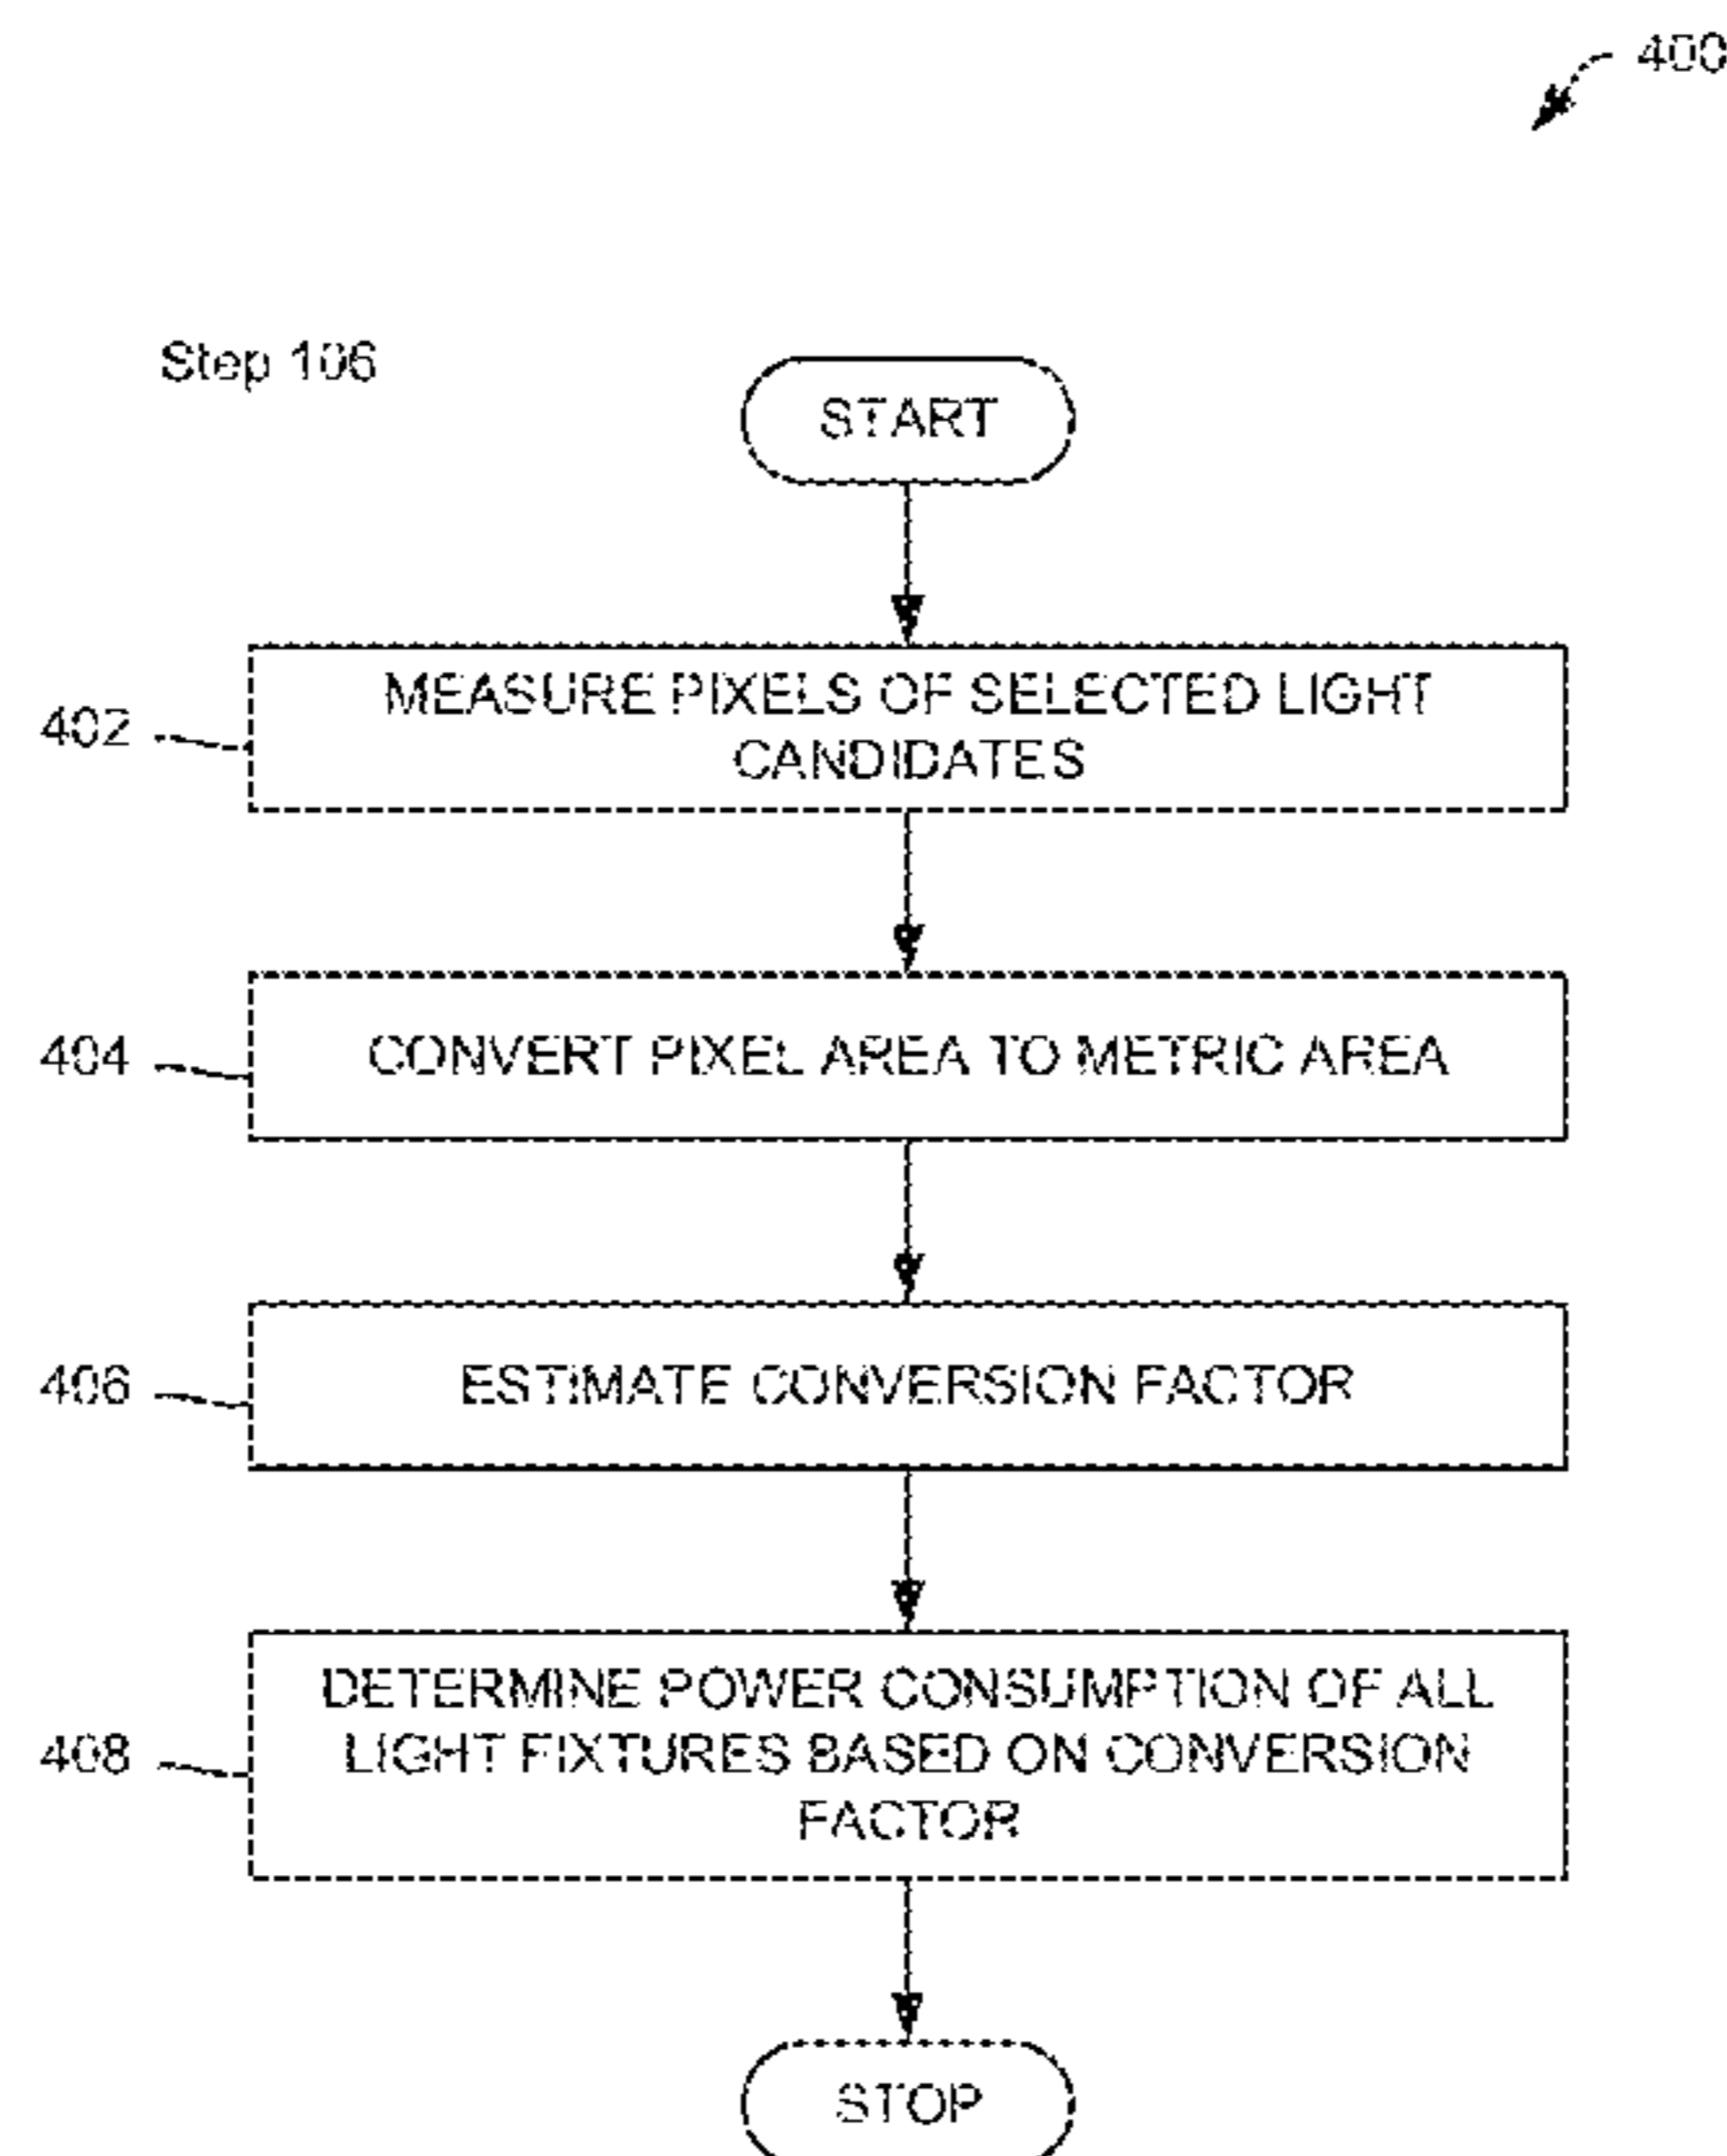 400
Step 106
START
402
MEASURE PIXELS OF SELECTED LIGHT
CANDIDATES
404
CONVERT PIXEL AREA TO METRIC AREA
406
ESTIMATE CONVERSION FACTOR
408
DETERMINE POWER CONSUMPTION OF ALL
LIGHT FIXTURES BASED ON CONVERSION
FACTOR
STOP